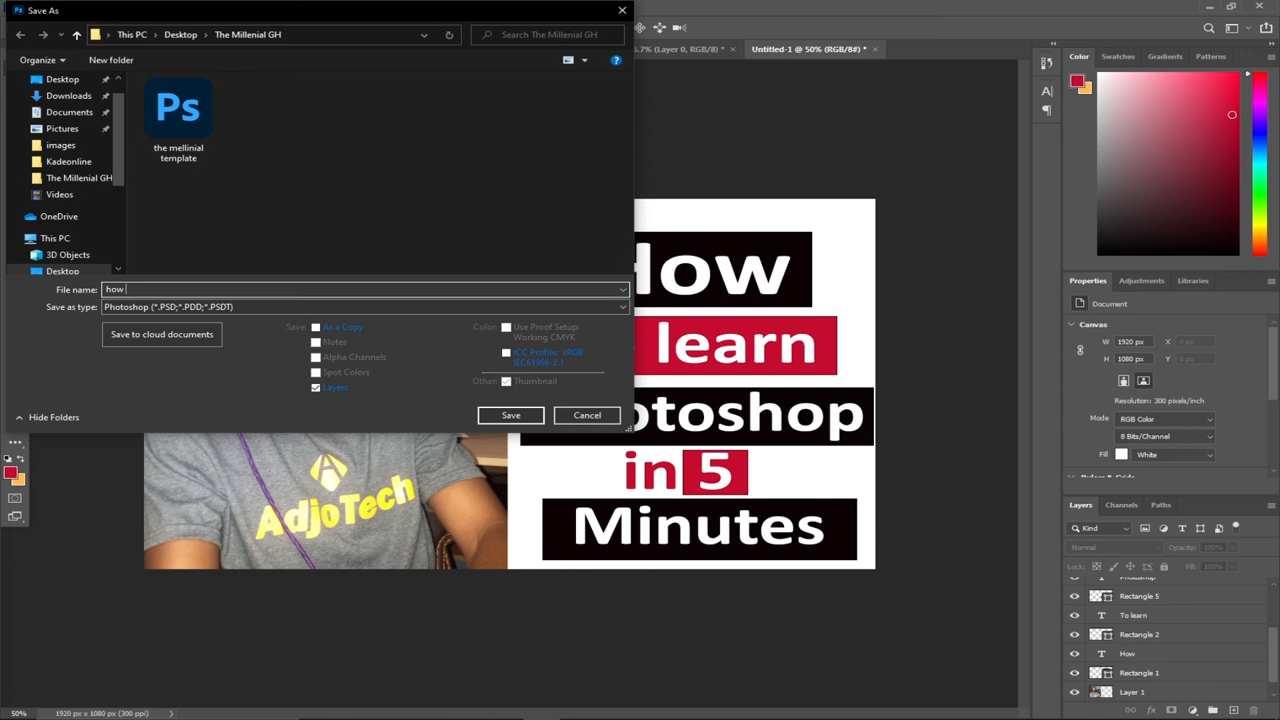 Save As
This PC > Desktop > The Millenial GH
Search The Millenial GH
Organize
New folder
Desktop
Downloads
Documents
Pictures
images
Kadeonline
The Millenial GH
Videos
OneDrive
This PC
3D Objects
Desktop
Ps
the mellinial
template
File name: how
Save as type: Photoshop (*.PSD;*.PDD;*.PSDT)
Save to cloud documents
Save:
As a Copy
Notes
Alpha Channels
Spot Colors
Layers
Color:
Use Proof Setup:
Working CMYK
ICC Profile: sRGB
IEC61966-2.1
Other:
Thumbnail
Hide Folders
Save
Cancel
.7% (Layer 0, RGB/8) *
Untitled-1 @ 50% (RGB/8#) *
How
learn
otoshop
in 5
Minutes
AdjoTech
Color
Swatches
Gradients
Patterns
Properties
Adjustments
Libraries
Document
Canvas
W 1920 px X 0 px
H 1080 px Y 0 px
Resolution: 300 pixels/inch
Mode RGB Color
8 Bits/Channel
Fill White
Rulers & Grids
Layers
Channels
Paths
Kind
Normal
Opacity: 100%
Lock:
Fill: 100%
Photoshop
Rectangle 5
To learn
Rectangle 2
How
Rectangle 1
Layer 1
50%
1920 px x 1080 px (300 ppi)